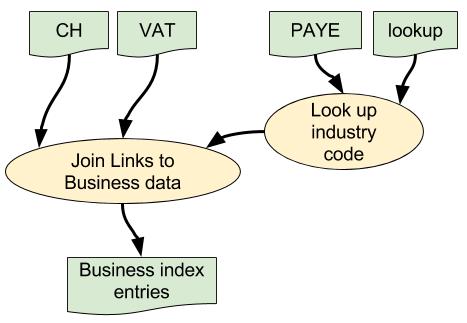 CH
VAT
PAYE
lookup
Look up
industry
code
Join Links to
Business data
Business index
entries